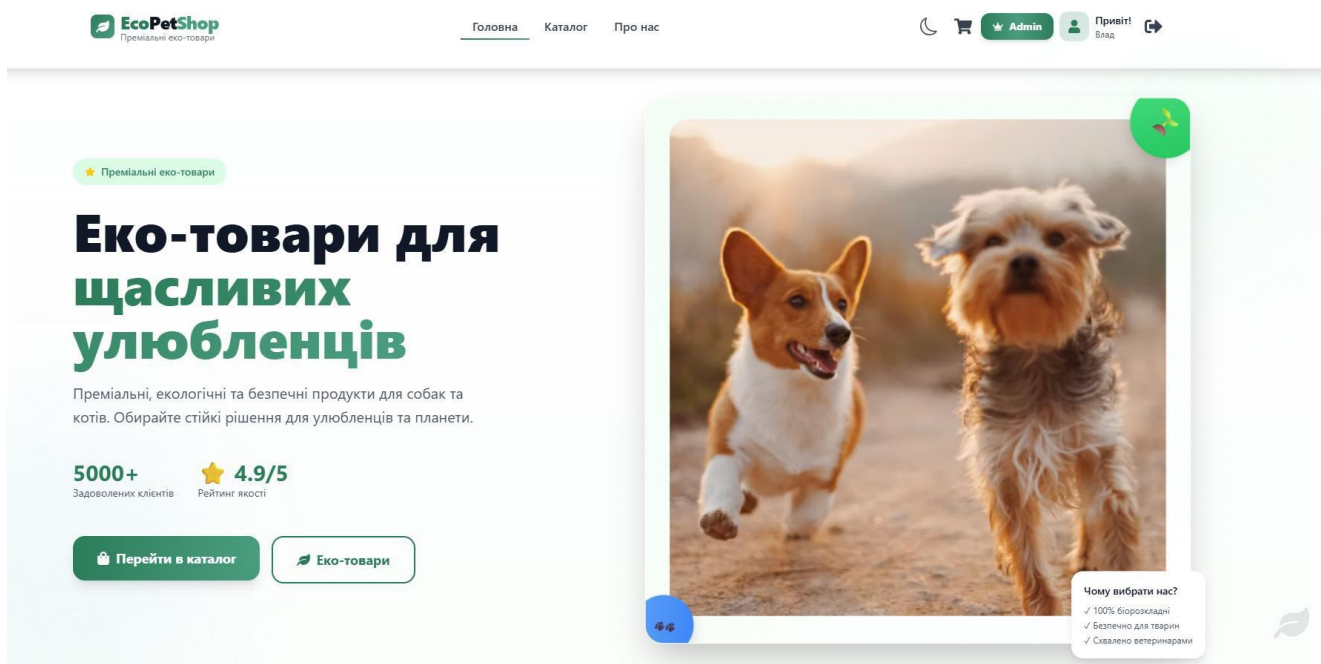 EcoPetShop
Преміальні еко-товари
Головна
Каталог
Про нас
Admin
Привіт!
Влад
Преміальні еко-товари
Еко-товари для
щасливих
улюбленців
Преміальні, екологічні та безпечні продукти для собак та
котів. Обирайте стійкі рішення для улюбленців та планети.
5000+
Задоволених клієнтів
4.9/5
Рейтинг якості
Перейти в каталог
Еко-товари
Чому вибрати нас?
✓ 100% біорозкладні
✓ Безпечно для тварин
✓ Схвалено ветеринарами